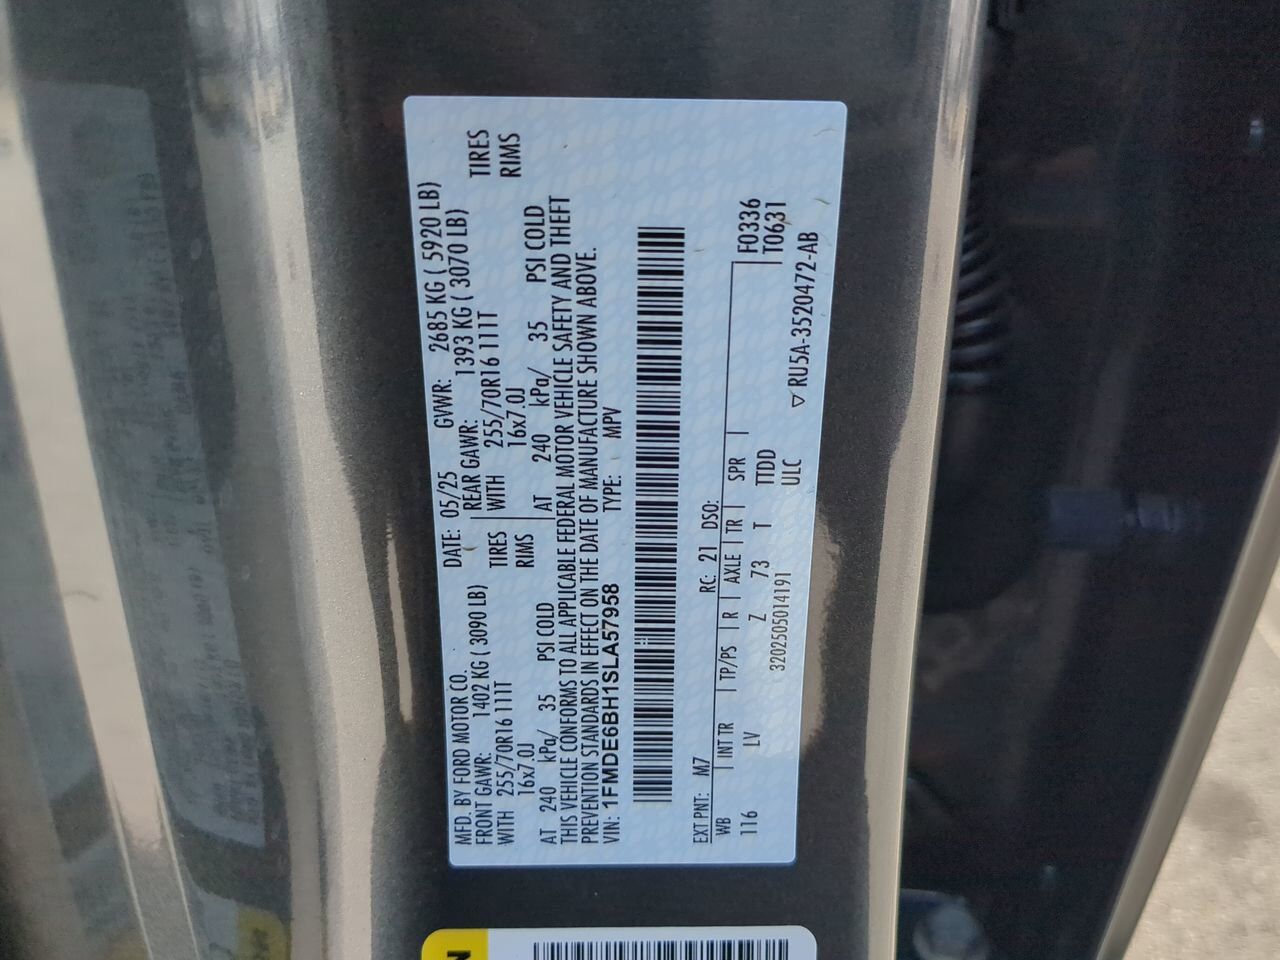 MFD. BY FORD MOTOR CO. DATE: 05/25 GVWR: 2685 KG ( 5920 LB)
FRONT GAWR: 1402 KG ( 3090 LB) REAR GAWR: 1393 KG ( 3070 LB)
WITH 255/70R16 111T TIRES WITH 255/70R16 111T TIRES
16x7.0J RIMS 16x7.0J RIMS
AT 240 kPa/ 35 PSI COLD AT 240 kPa/ 35 PSI COLD
THIS VEHICLE CONFORMS TO ALL APPLICABLE FEDERAL MOTOR VEHICLE SAFETY AND THEFT
PREVENTION STANDARDS IN EFFECT ON THE DATE OF MANUFACTURE SHOWN ABOVE.
VIN: 1FMDE6BH1SLA57958 TYPE: MPV
EXT PNT: M7 RC: 21 DSO:
WB INT TR TP/PS R AXLE TR SPR F0336
116 LV Z 73 T TTDD T0631
3202505014191 ULC
▽ RU5A-3520472-AB